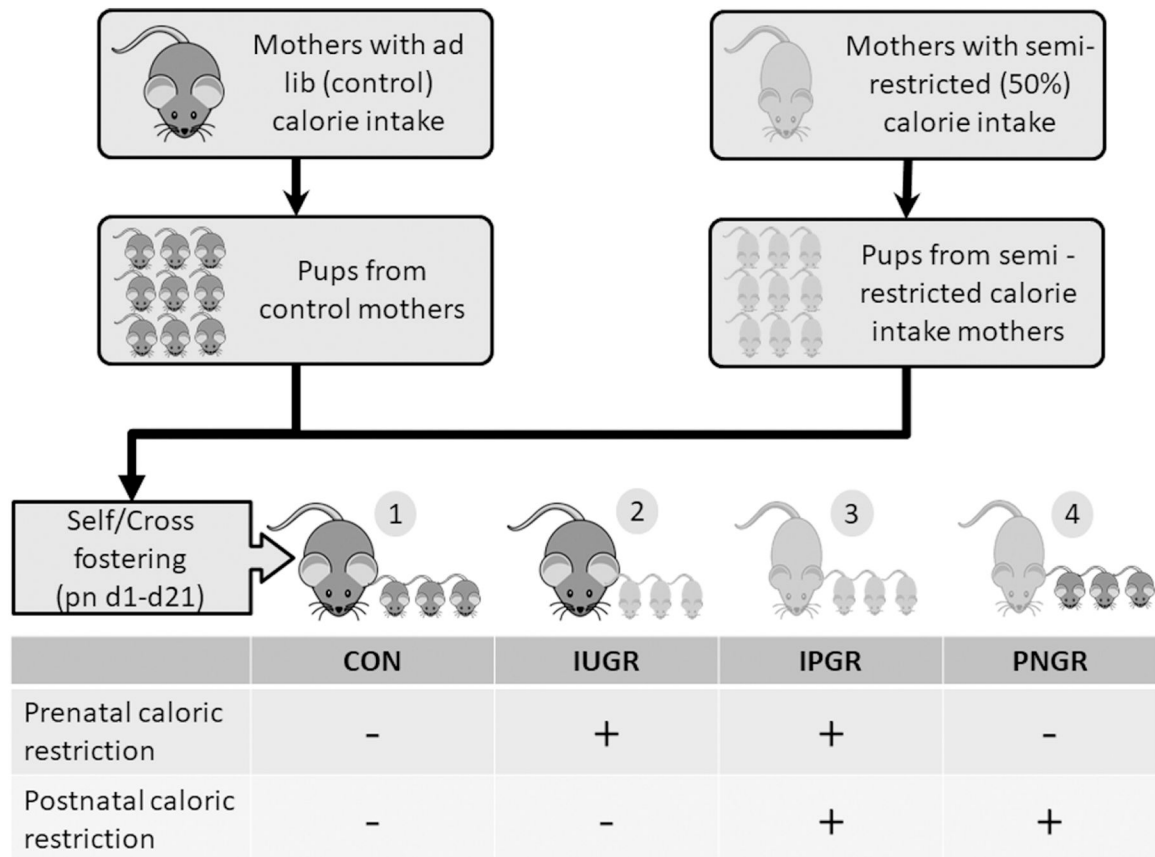 Mothers with ad
lib (control)
calorie intake
Mothers with semi-
restricted (50%)
calorie intake
Pups from
control mothers
Pups from semi -
restricted calorie
intake mothers
Self/Cross
fostering
(pn d1-d21)
1
2
3
4
CON IUGR IPGR PNGR
Prenatal caloric
restriction
- + + -
Postnatal caloric
restriction
- - + +